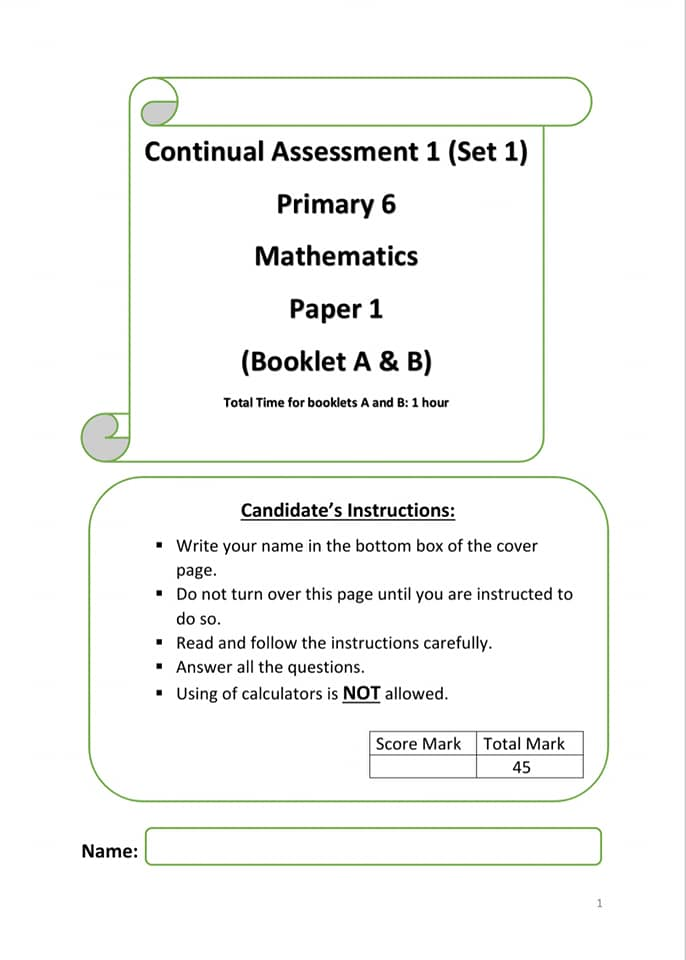 Continual Assessment 1 (Set 1)
Primary 6
Mathematics
Paper 1
(Booklet A & B)
Total Time for booklets A and B: 1 hour
Candidate’s Instructions:
▪ Write your name in the bottom box of the cover
page.
▪ Do not turn over this page until you are instructed to
do so.
▪ Read and follow the instructions carefully.
▪ Answer all the questions.
▪ Using of calculators is NOT allowed.
Score Mark Total Mark
45
Name:
1